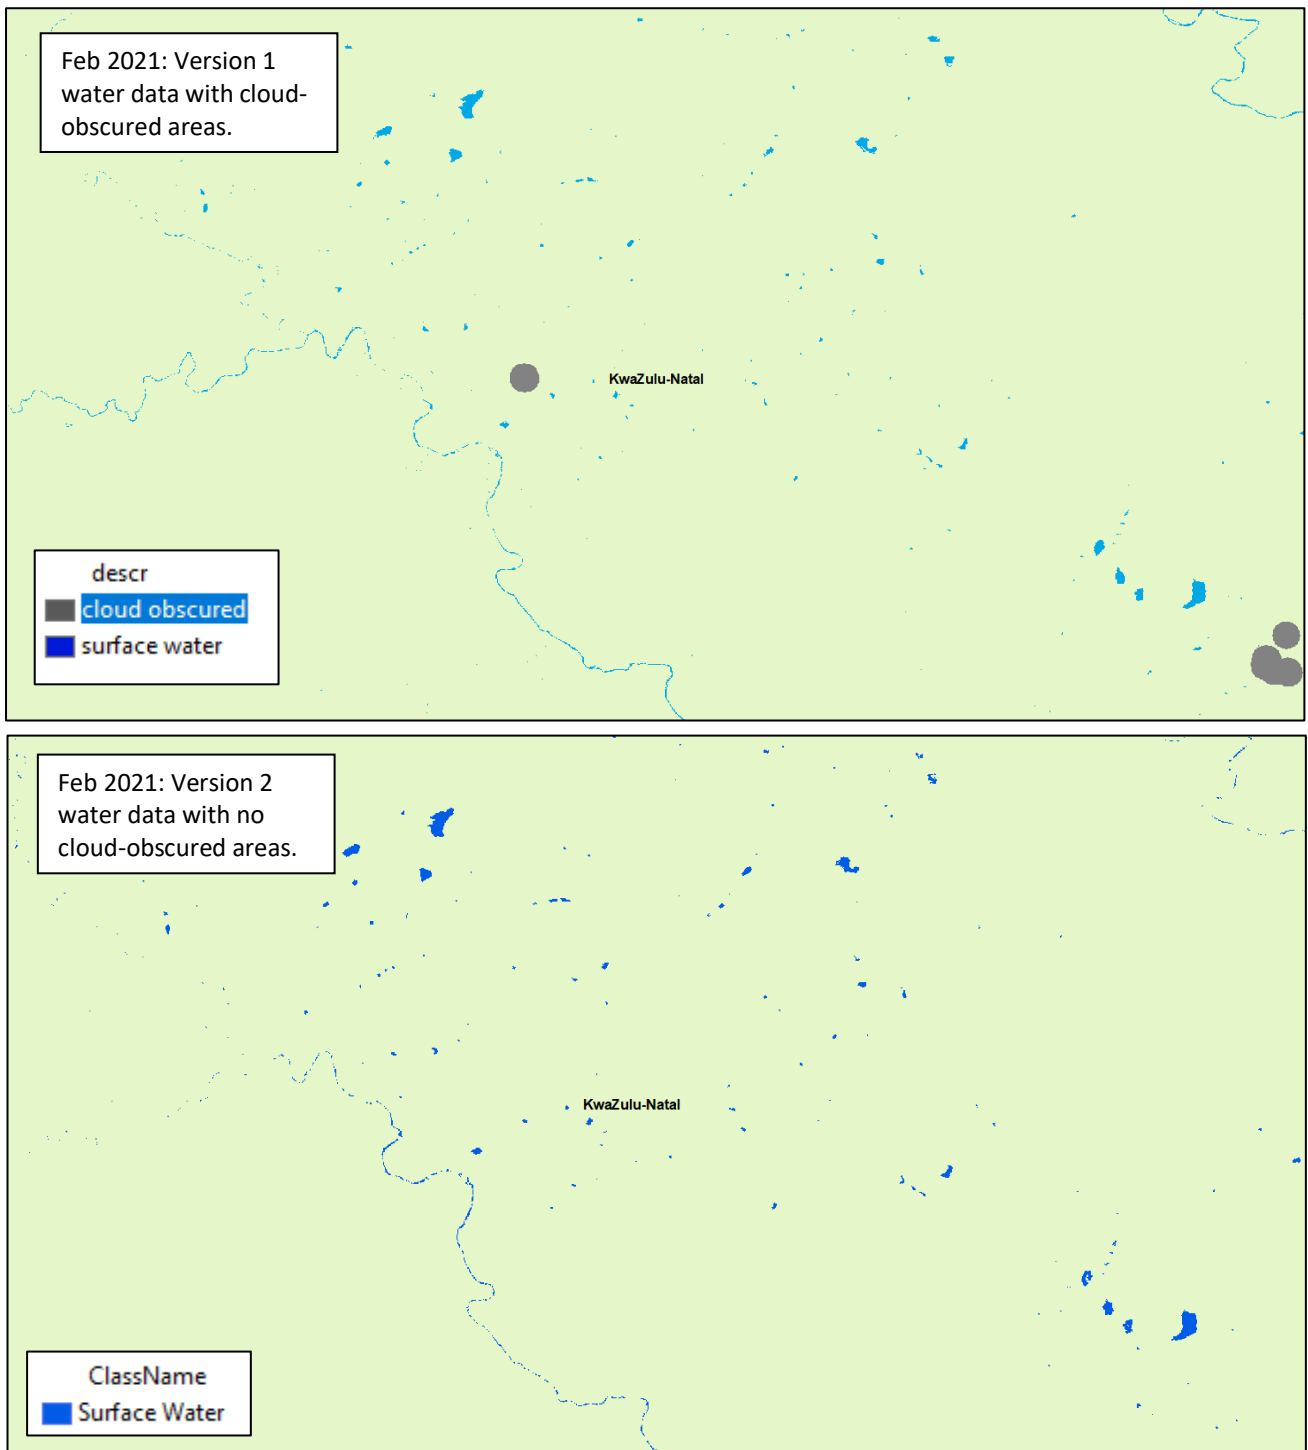 Feb 2021: Version 1
water data with cloud-
obscured areas.
KwaZulu-Natal
descr
cloud obscured
surface water
Feb 2021: Version 2
water data with no
cloud-obscured areas.
KwaZulu-Natal
ClassName
Surface Water